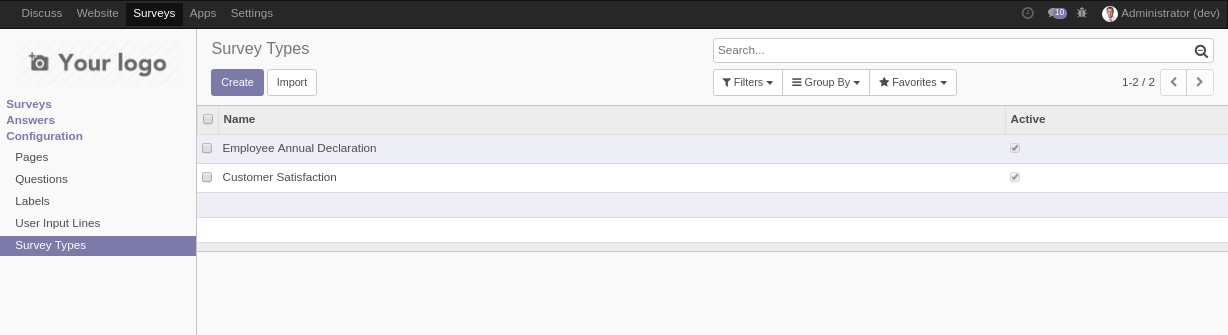 Discuss Website Surveys Apps Settings 10 Administrator (dev)
Your logo
Surveys
Answers
Configuration
Pages
Questions
Labels
User Input Lines
Survey Types
Survey Types
Search...
Create Import
Filters Group By Favorites 1-2 / 2
Name Active
Employee Annual Declaration
Customer Satisfaction